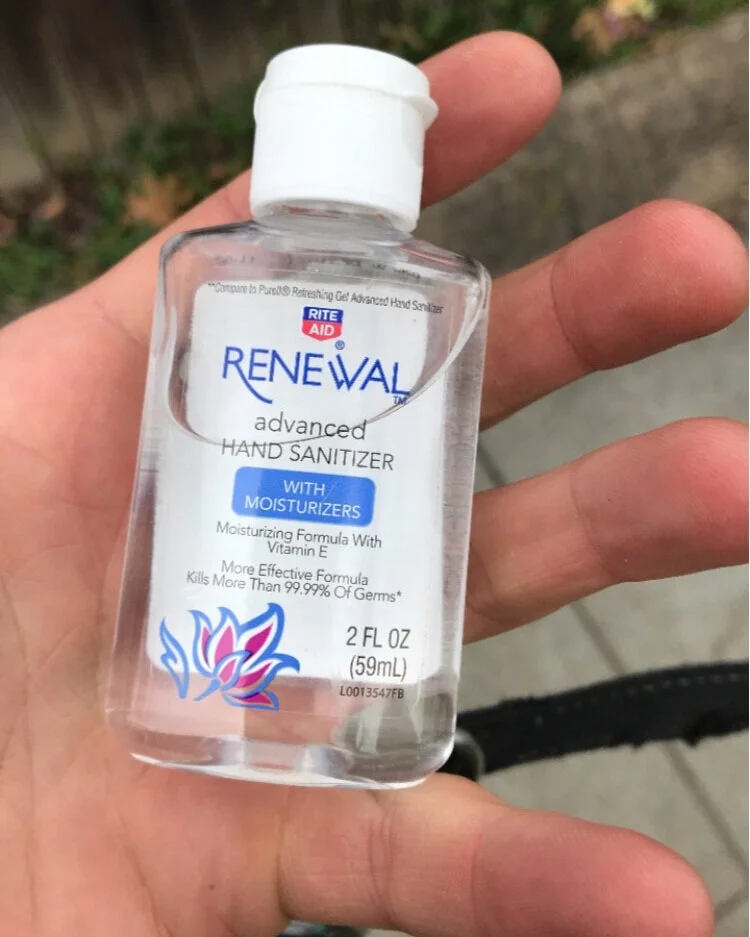 **Compare to Purell® Refreshing Gel Advanced Hand Sanitizer
RITE
AID
®
RENEWAL
TM
advanced
HAND SANITIZER
WITH
MOISTURIZERS
Moisturizing Formula With
Vitamin E
More Effective Formula
Kills More Than 99.99% Of Germs*
2 FL OZ
(59mL)
L0013547FB